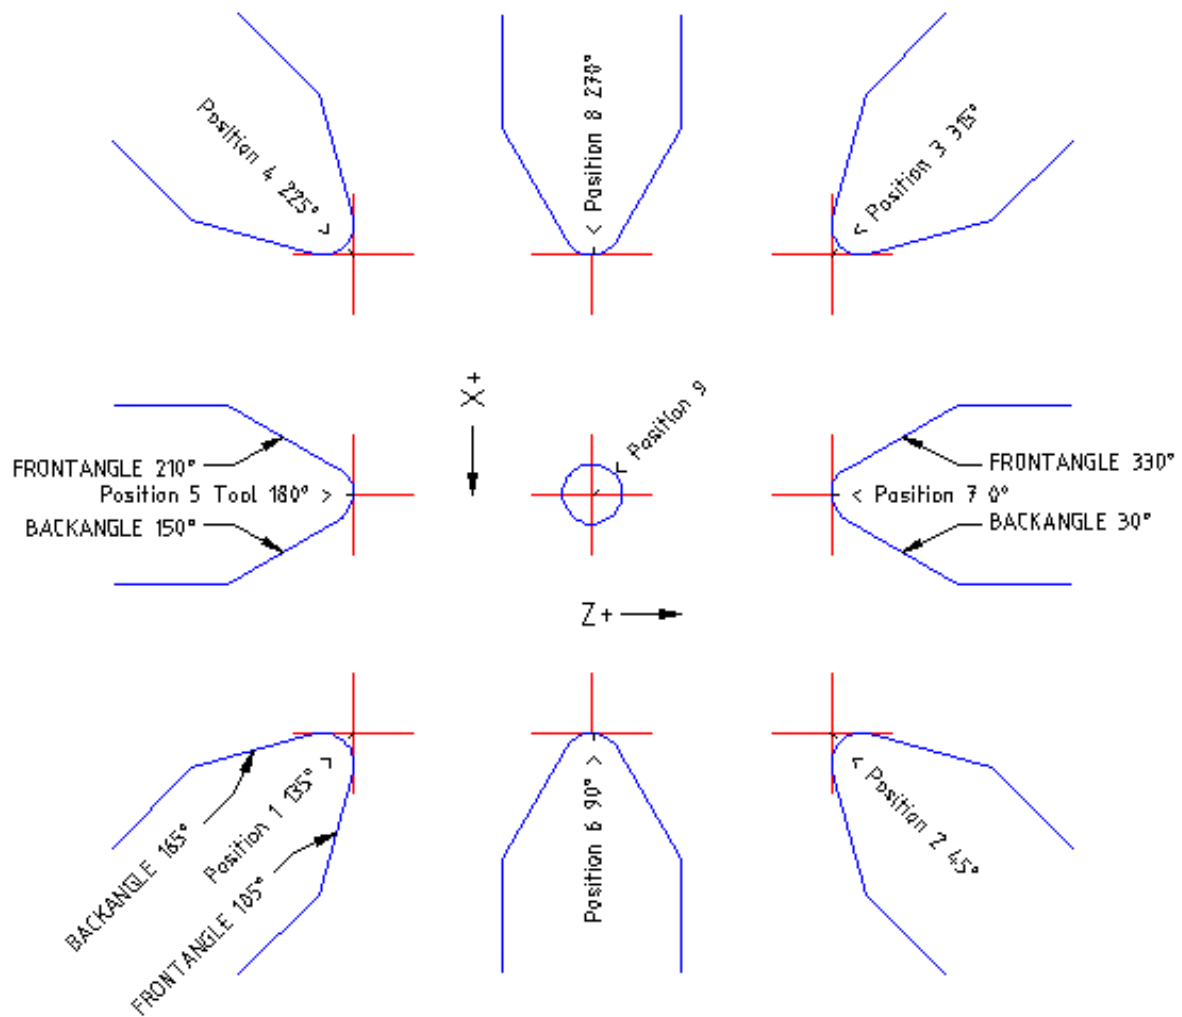 Position 4 225° >
< Position 8 270°
< Position 3 315°
X+
< Position 9
FRONTANGLE 210°
Position 5 Tool 180° >
BACKANGLE 150°
FRONTANGLE 330°
< Position 7 0°
BACKANGLE 30°
Z+
BACKANGLE 165°
Position 1 135° >
FRONTANGLE 105°
Position 6 90° >
< Position 2 45°